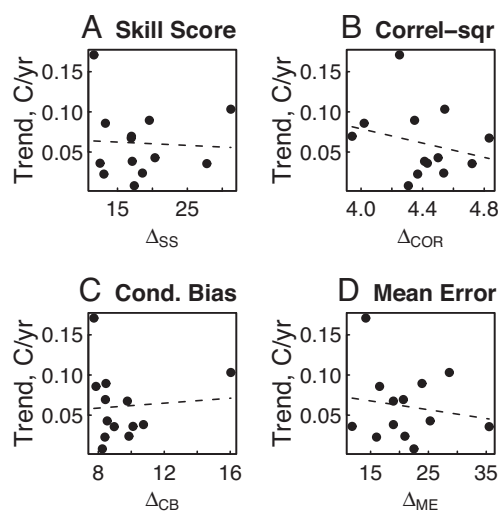 A Skill Score
Trend, C/yr
0.15
0.10
0.05
15 25
ΔSS
B Correl–sqr
Trend, C/yr
0.15
0.10
0.05
4.0 4.4 4.8
ΔCOR
C Cond. Bias
Trend, C/yr
0.15
0.10
0.05
8 10 12 14 16
ΔCB
D Mean Error
Trend, C/yr
0.15
0.10
0.05
15 25 35
ΔME